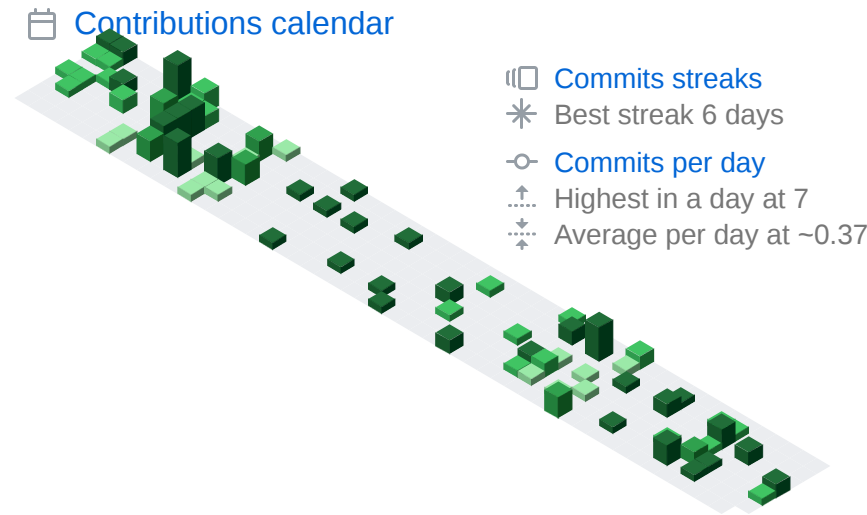 Contributions calendar
Commits streaks
Best streak 6 days
Commits per day
Highest in a day at 7
Average per day at ~0.37